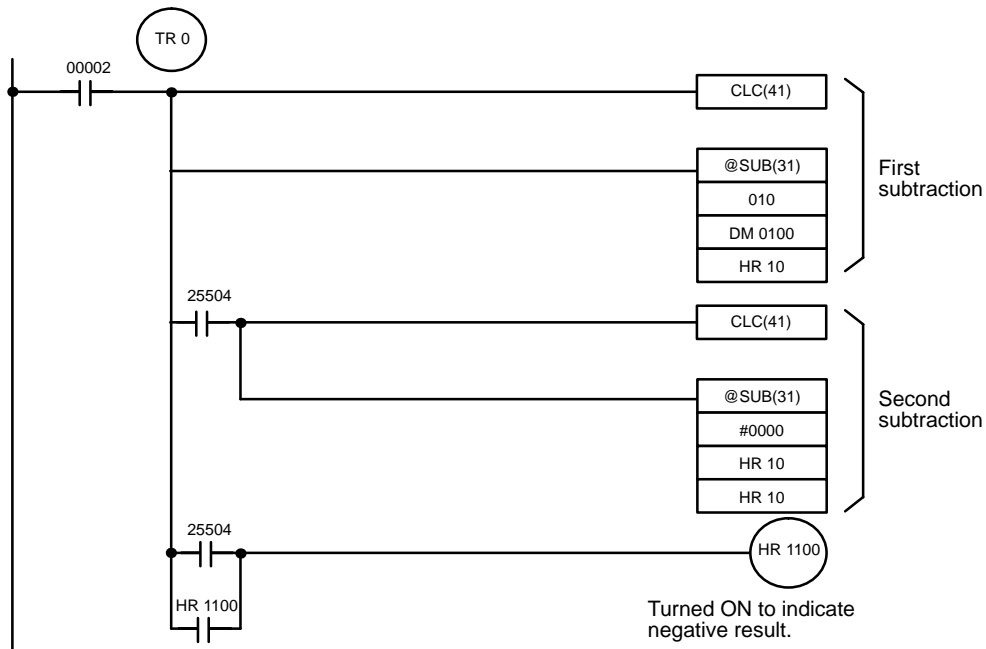 TR 0
00002
CLC(41)
@SUB(31)
010
DM 0100
HR 10
First
subtraction
25504
CLC(41)
@SUB(31)
#0000
HR 10
HR 10
Second
subtraction
25504
HR 1100
HR 1100
Turned ON to indicate
negative result.